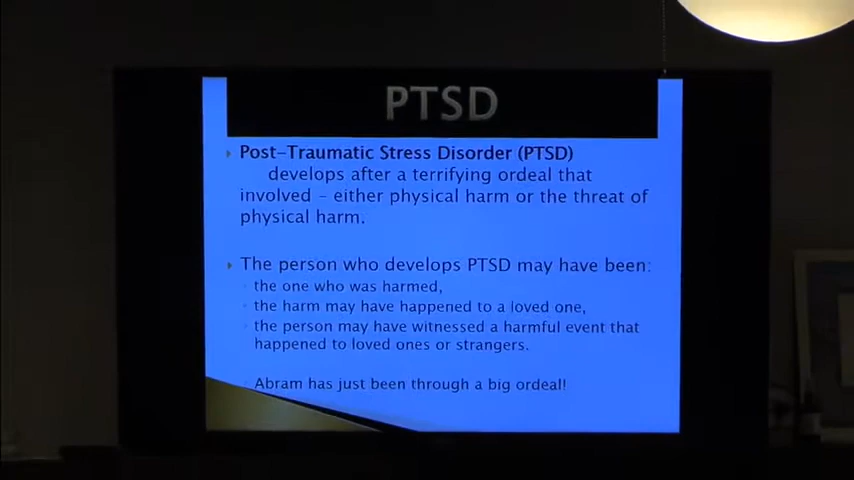 PTSD
Post-Traumatic Stress Disorder (PTSD)
develops after a terrifying ordeal that
involved – either physical harm or the threat of
physical harm.
The person who develops PTSD may have been:
the one who was harmed,
the harm may have happened to a loved one,
the person may have witnessed a harmful event that
happened to loved ones or strangers.
Abram has just been through a big ordeal!